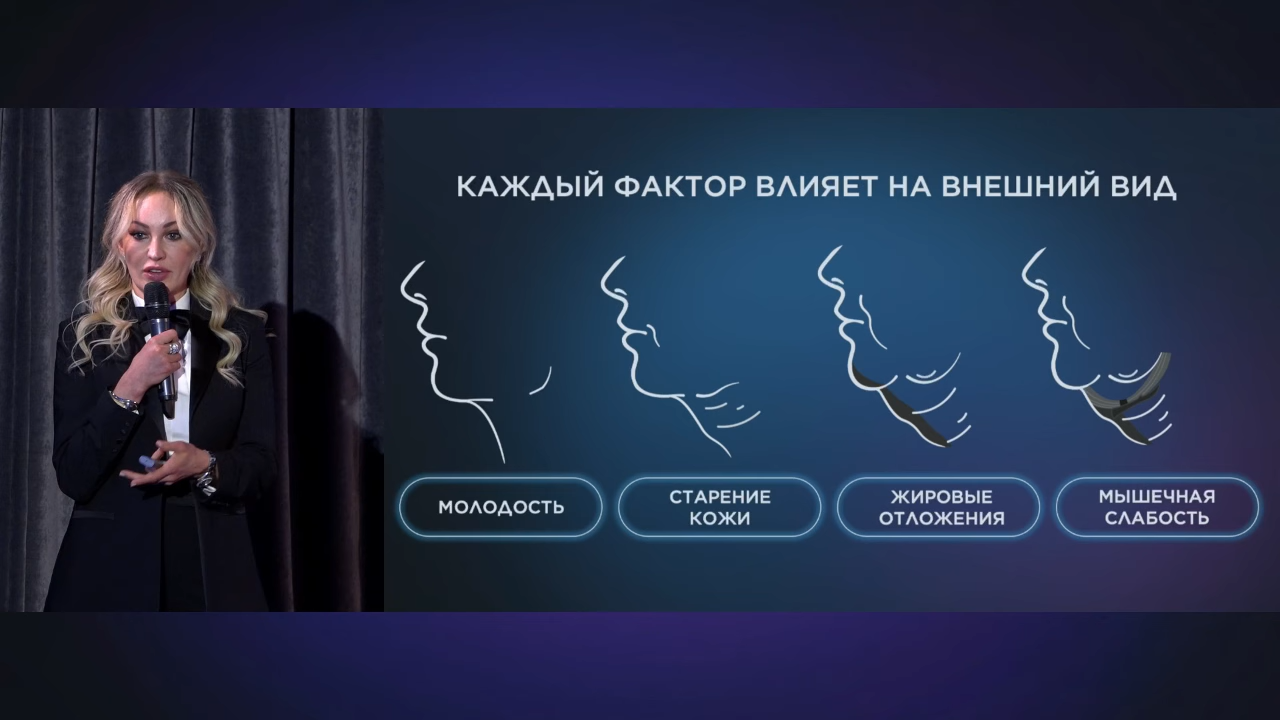 КАЖДЫЙ ФАКТОР ВЛИЯЕТ НА ВНЕШНИЙ ВИД
МОЛОДОСТЬ
СТАРЕНИЕ
КОЖИ
ЖИРОВЫЕ
ОТЛОЖЕНИЯ
МЫШЕЧНАЯ
СЛАБОСТЬ